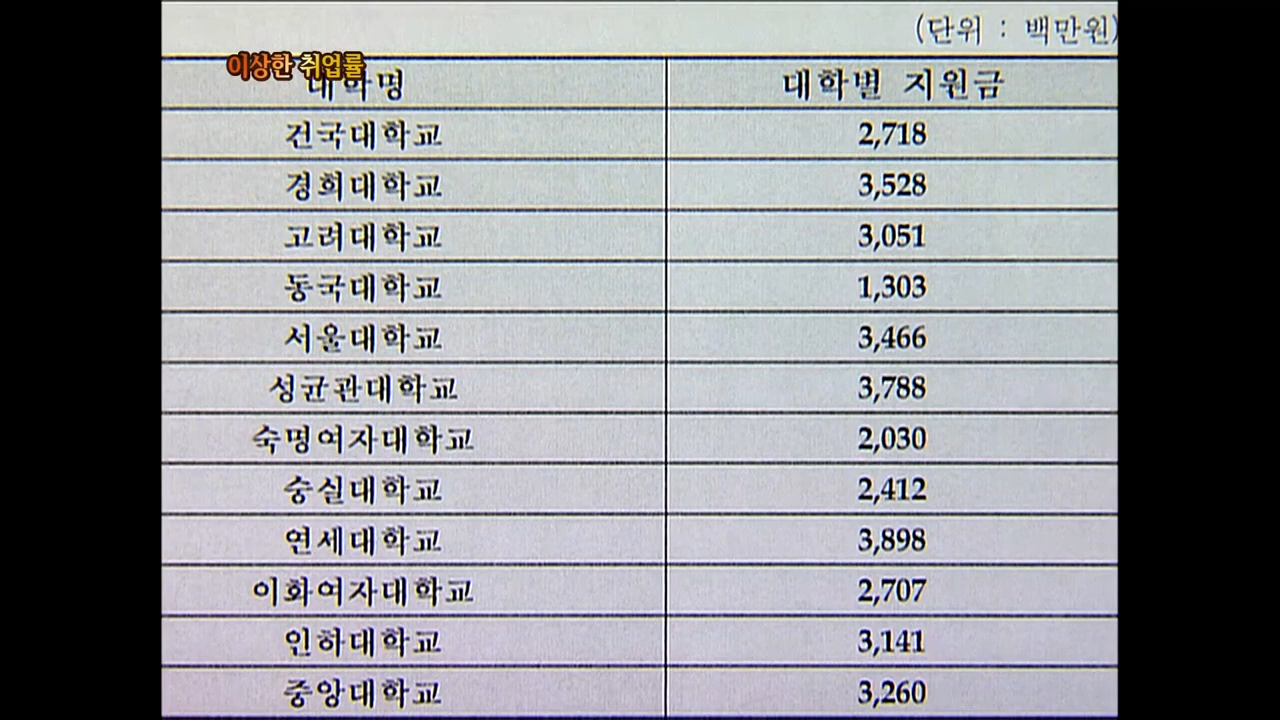 (단위 : 백만원)
이상한 취업률
대학명 대학별 지원금
건국대학교 2,718
경희대학교 3,528
고려대학교 3,051
동국대학교 1,303
서울대학교 3,466
성균관대학교 3,788
숙명여자대학교 2,030
숭실대학교 2,412
연세대학교 3,898
이화여자대학교 2,707
인하대학교 3,141
중앙대학교 3,260